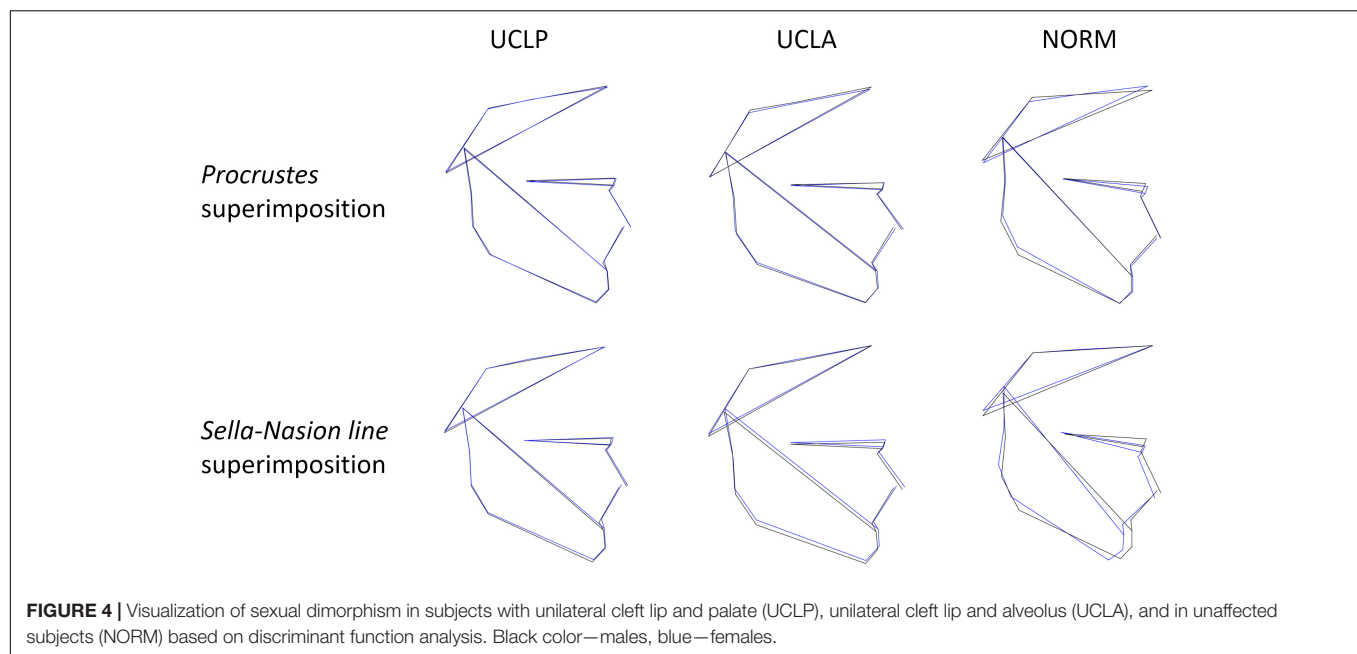 UCLP UCLA NORM
Procrustes
superimposition
Sella-Nasion line
superimposition
FIGURE 4 | Visualization of sexual dimorphism in subjects with unilateral cleft lip and palate (UCLP), unilateral cleft lip and alveolus (UCLA), and in unaffected
subjects (NORM) based on discriminant function analysis. Black color—males, blue—females.